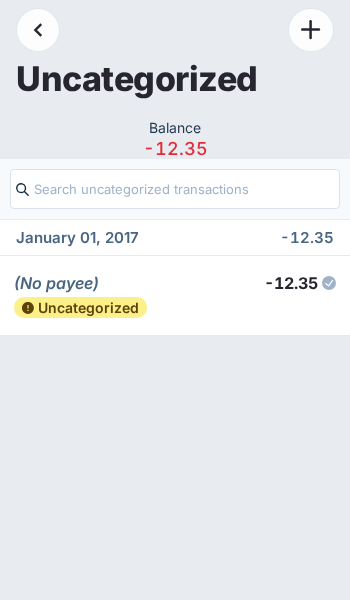 Uncategorized
Balance
-12.35
Search uncategorized transactions
January 01, 2017 -12.35
(No payee) -12.35
Uncategorized